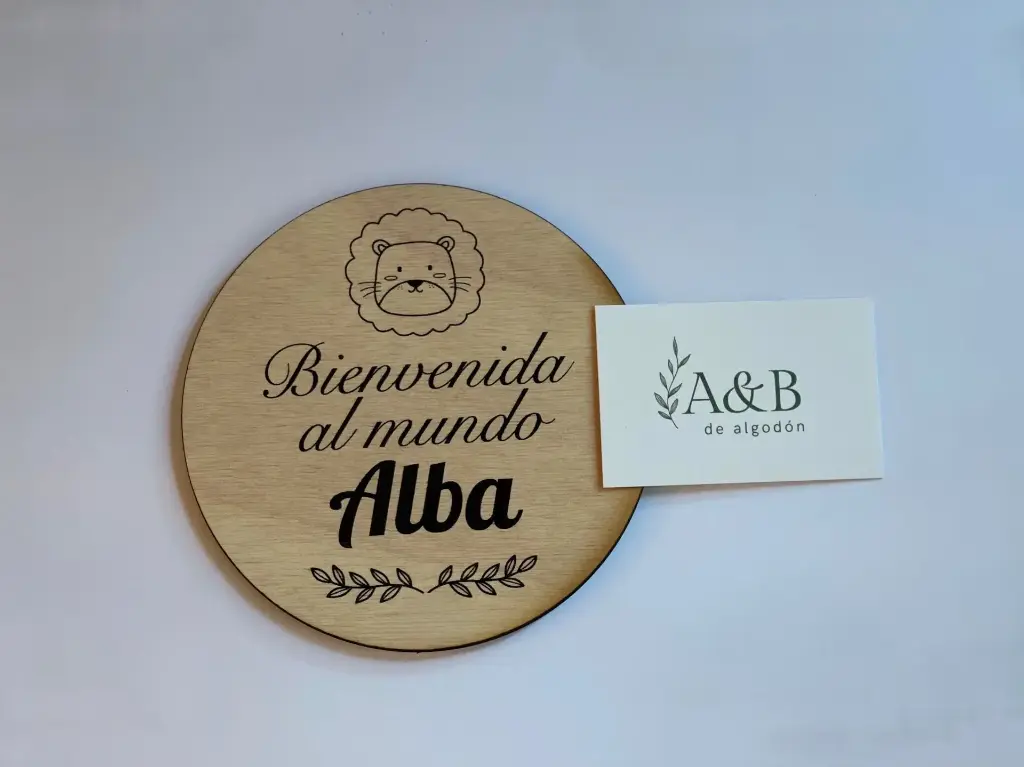 Bienvenida
al mundo
Alba
A&B
de algodón